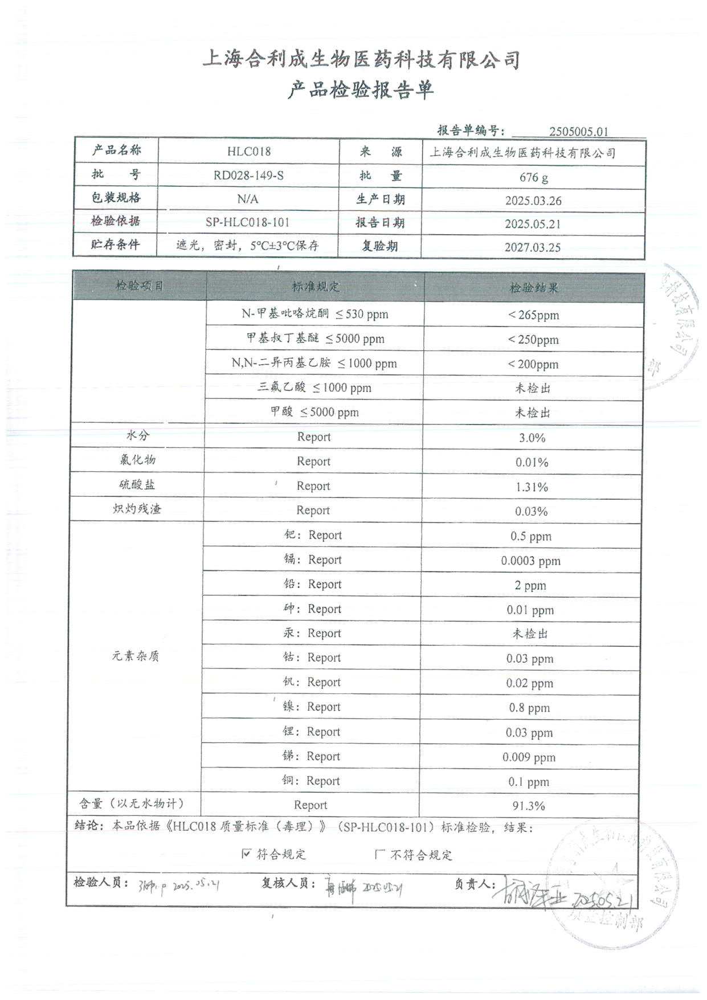 上海合利成生物医药科技有限公司
产品检验报告单
报告单编号： 2505005.01
产品名称 HLC018 来 源 上海合利成生物医药科技有限公司
批 号 RD028-149-S 批 量 676 g
包装规格 N/A 生产日期 2025.03.26
检验依据 SP-HLC018-101 报告日期 2025.05.21
贮存条件 遮光，密封，5℃±3℃保存 复验期 2027.03.25
检验项目 标准规定 检验结果
N-甲基吡咯烷酮 ≤530 ppm ＜265ppm
甲基叔丁基醚 ≤5000 ppm ＜250ppm
N,N-二异丙基乙胺 ≤1000 ppm ＜200ppm
三氟乙酸 ≤1000 ppm 未检出
甲酸 ≤5000 ppm 未检出
水分 Report 3.0%
氯化物 Report 0.01%
硫酸盐 Report 1.31%
炽灼残渣 Report 0.03%
元素杂质
钯：Report 0.5 ppm
镉：Report 0.0003 ppm
铅：Report 2 ppm
砷：Report 0.01 ppm
汞：Report 未检出
钴：Report 0.03 ppm
钒：Report 0.02 ppm
镍：Report 0.8 ppm
锂：Report 0.03 ppm
锑：Report 0.009 ppm
铜：Report 0.1 ppm
含量（以无水物计） Report 91.3%
结论：本品依据《HLC018 质量标准（毒理）》（SP-HLC018-101）标准检验，结果：
☑ 符合规定 □ 不符合规定
检验人员： 2025.05.21 复核人员： 2025.05.21 负责人： 2025.05.21
科技有限公司
部
质量控制部